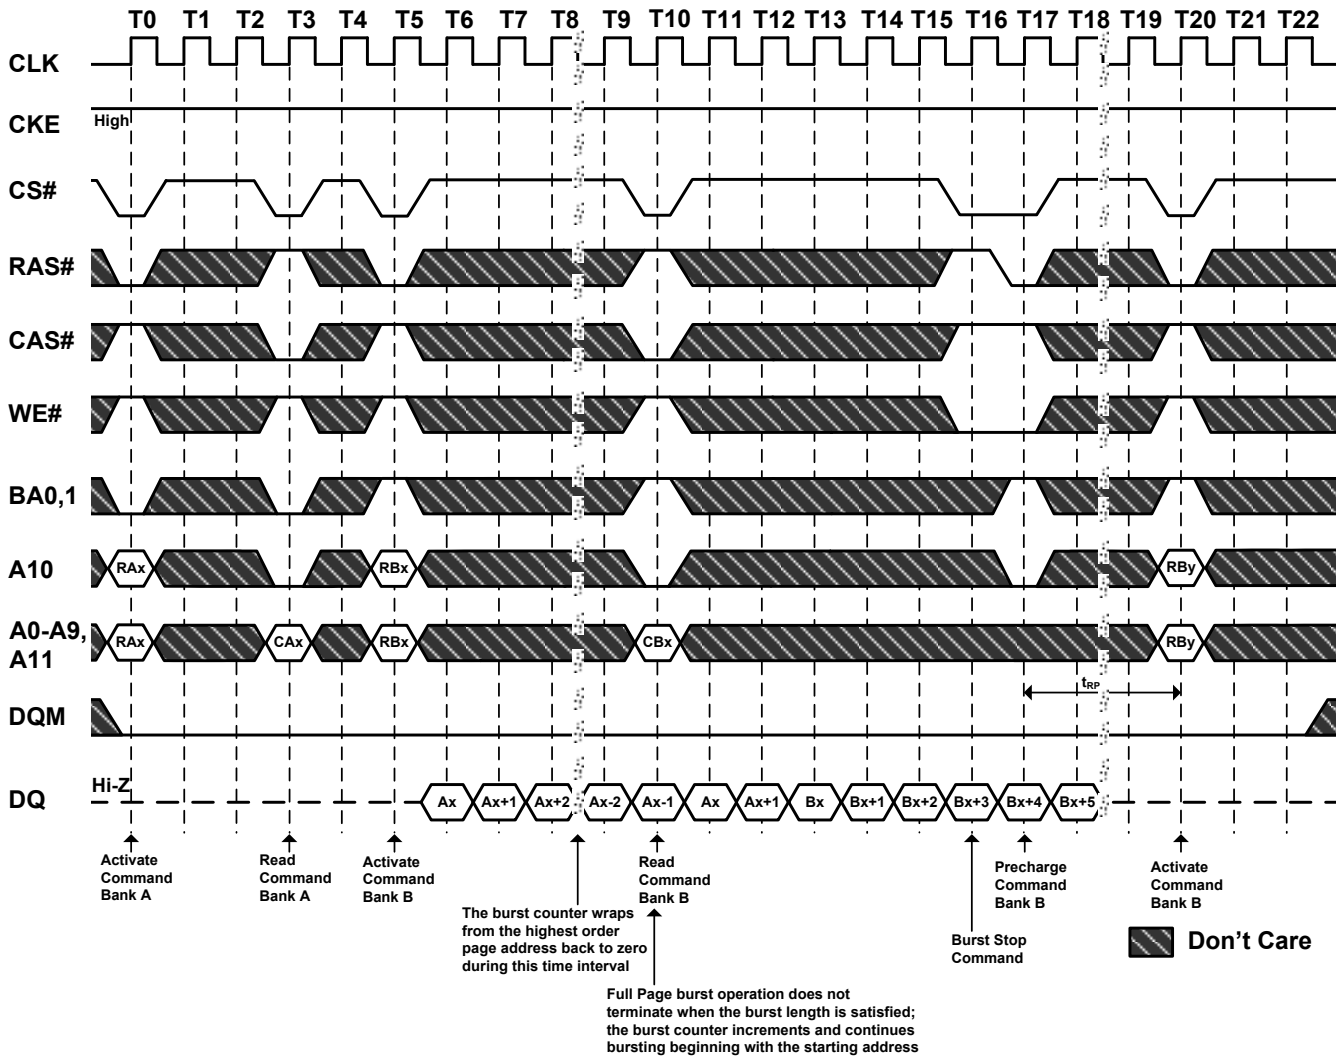 T0 T1 T2 T3 T4 T5 T6 T7 T8 T9 T10 T11 T12 T13 T14 T15 T16 T17 T18 T19 T20 T21 T22
CLK
CKE
High
CS#
RAS#
CAS#
WE#
BA0,1
A10
RAx RBx RBy
A0-A9,
A11
RAx CAx RBx CBx RBy
tRP
DQM
DQ
Hi-Z
Ax Ax+1 Ax+2 Ax-2 Ax-1 Ax Ax+1 Bx Bx+1 Bx+2 Bx+3 Bx+4 Bx+5
Activate
Command
Bank A
Read
Command
Bank A
Activate
Command
Bank B
The burst counter wraps
from the highest order
page address back to zero
during this time interval
Read
Command
Bank B
Full Page burst operation does not
terminate when the burst length is satisfied;
the burst counter increments and continues
bursting beginning with the starting address
Burst Stop
Command
Precharge
Command
Bank B
Activate
Command
Bank B
Don't Care